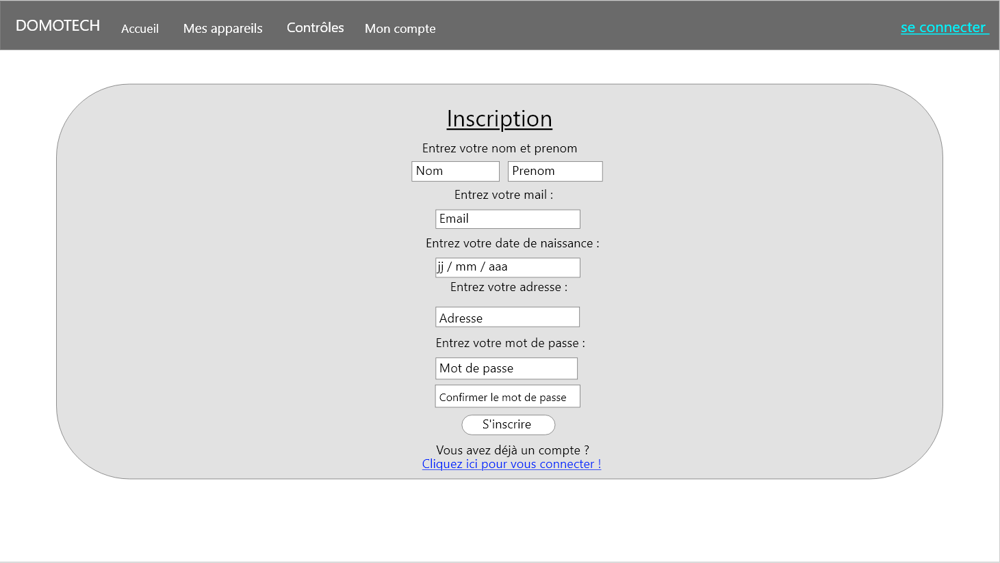 DOMOTECH Accueil Mes appareils Contrôles Mon compte se connecter
Inscription
Entrez votre nom et prenom
Nom Prenom
Entrez votre mail :
Email
Entrez votre date de naissance :
jj / mm / aaa
Entrez votre adresse :
Adresse
Entrez votre mot de passe :
Mot de passe
Confirmer le mot de passe
S'inscrire
Vous avez déjà un compte ?
Cliquez ici pour vous connecter !